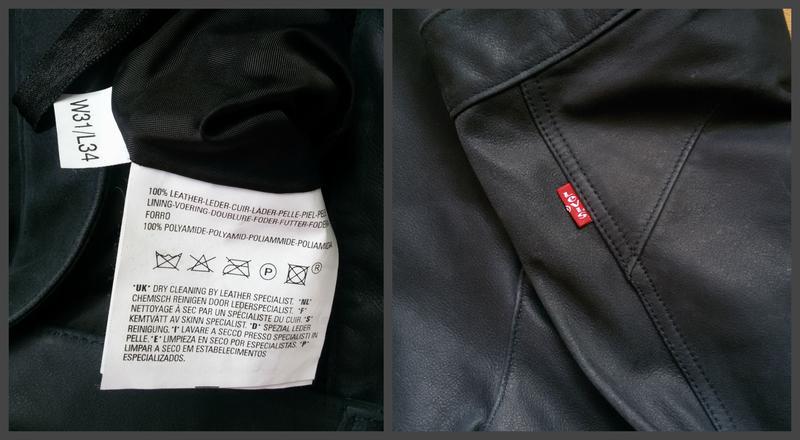 W31/L34
100% LEATHER-LEDER-CUIR-LÄDER-PELLE-PIEL-PELE
LINING-VOERING-DOUBLURE-FODER-FUTTER-FODERA
FORRO
100% POLYAMIDE-POLYAMID-POLIAMMIDE-POLIAMIDA
P
R
*UK* DRY CLEANING BY LEATHER SPECIALIST. *NL*
CHEMISCH REINIGEN DOOR LEDERSPECIALIST. *F*
NETTOYAGE À SEC PAR UN SPÉCIALISTE DU CUIR. *S*
KEMTVÄTT AV SKINN SPECIALIST. *D* SPEZIAL LEDER
REINIGUNG. *I* LAVARE A SECCO PRESSO SPECIALISTI IN
PELLE. *E* LIMPIEZA EN SECO POR ESPECIALISTAS. *P*
LIMPAR A SECO EM ESTABELECIMENTOS
ESPECIALIZADOS.
Levi's